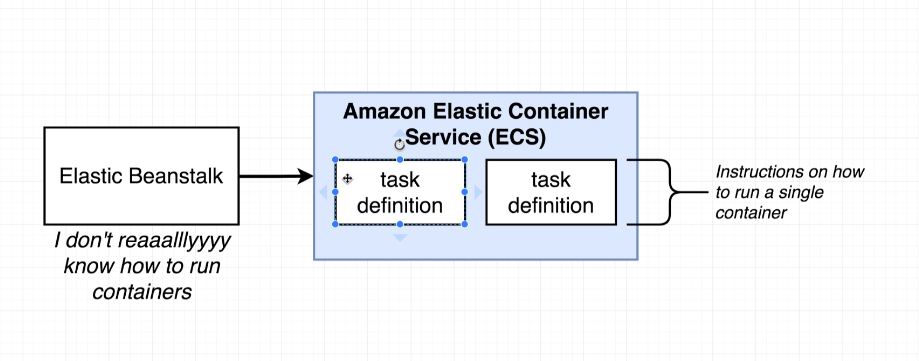 Amazon Elastic Container
Service (ECS)
Elastic Beanstalk
I don't reaaalllyyyy
know how to run
containers
task
definition
task
definition
Instructions on how
to run a single
container